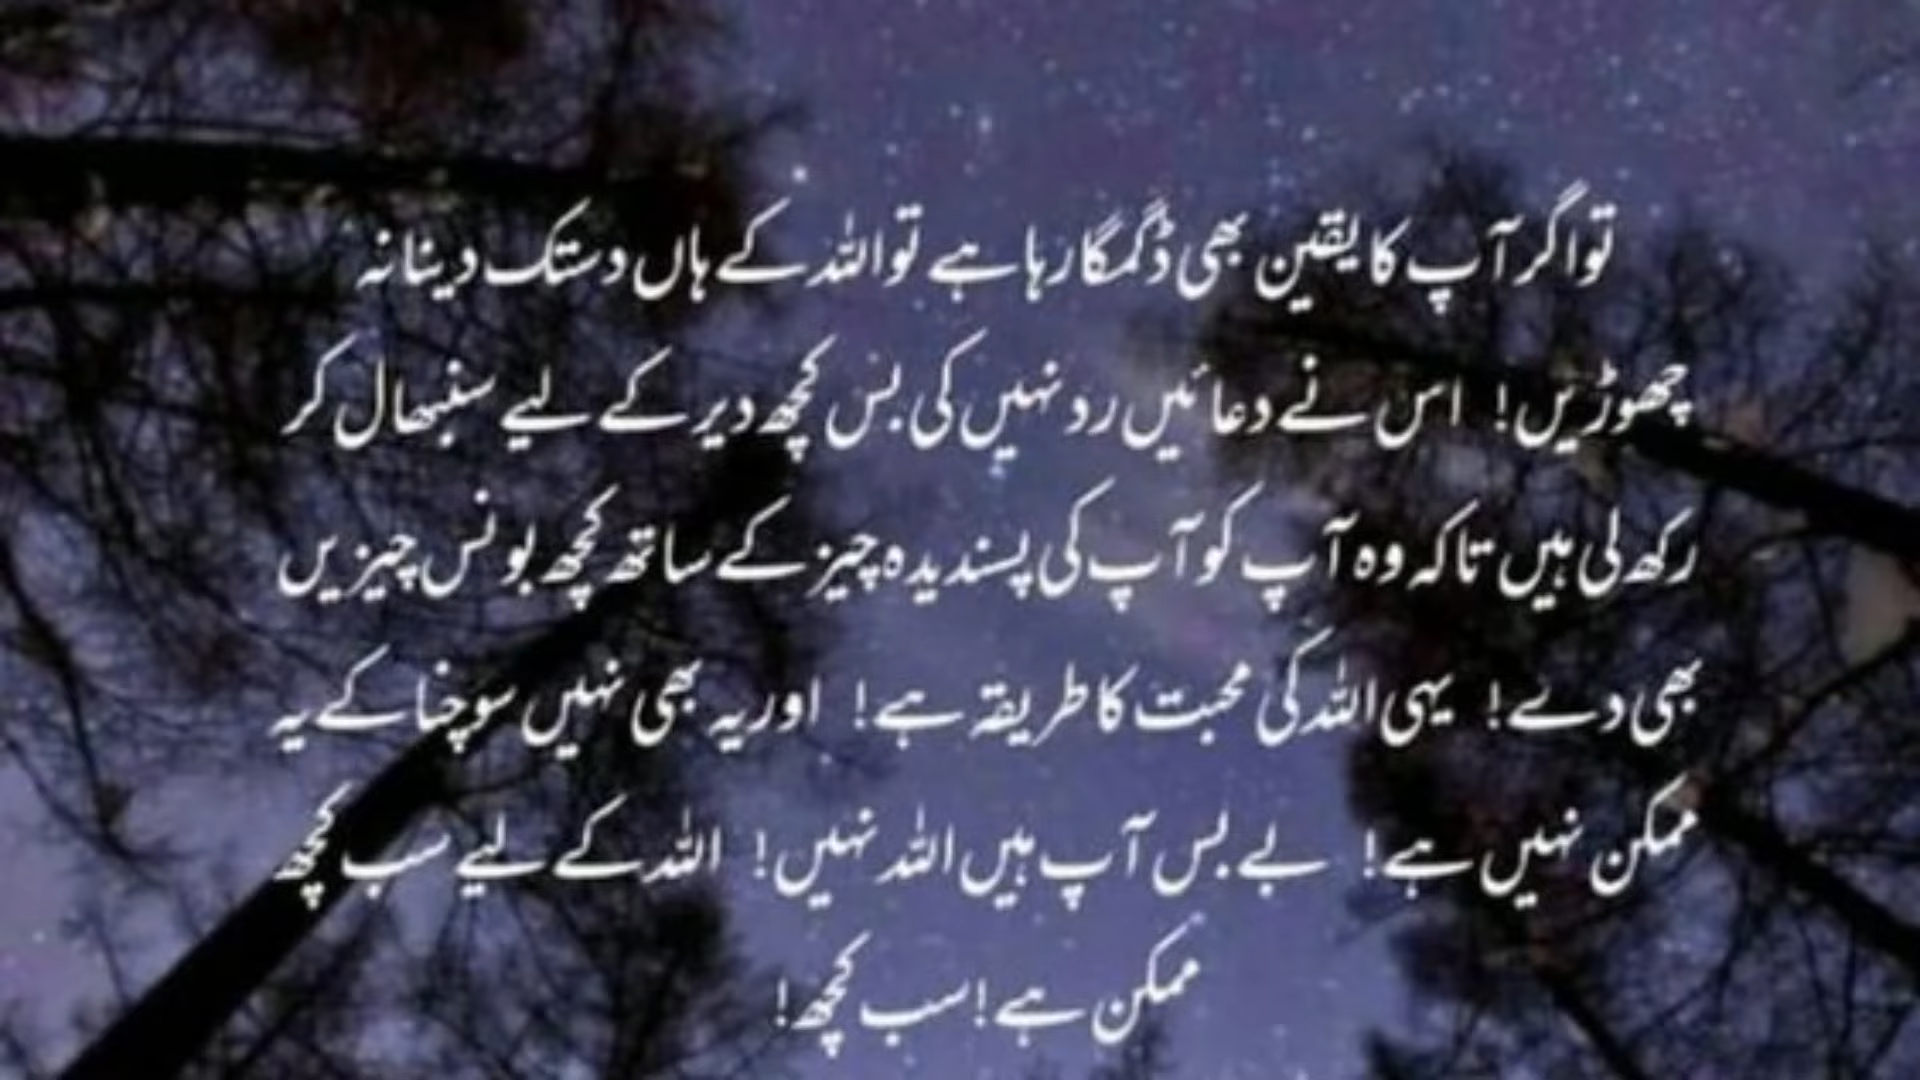 تو اگر آپ کا یقین بھی ڈگمگا رہا ہے تو اللہ کے ہاں دستک دینا نہ
چھوڑیں! اس نے دعائیں رد نہیں کی بس کچھ دیر کے لیے سنبھال کر
رکھ لی ہیں تاکہ وہ آپ کو آپ کی پسندیدہ چیز کے ساتھ کچھ بونس چیزیں
بھی دے! یہی اللہ کی محبت کا طریقہ ہے! اور یہ بھی نہیں سوچنا کے یہ
ممکن نہیں ہے! بے بس آپ ہیں اللہ نہیں! اللہ کے لیے سب کچھ
ممکن ہے! سب کچھ!